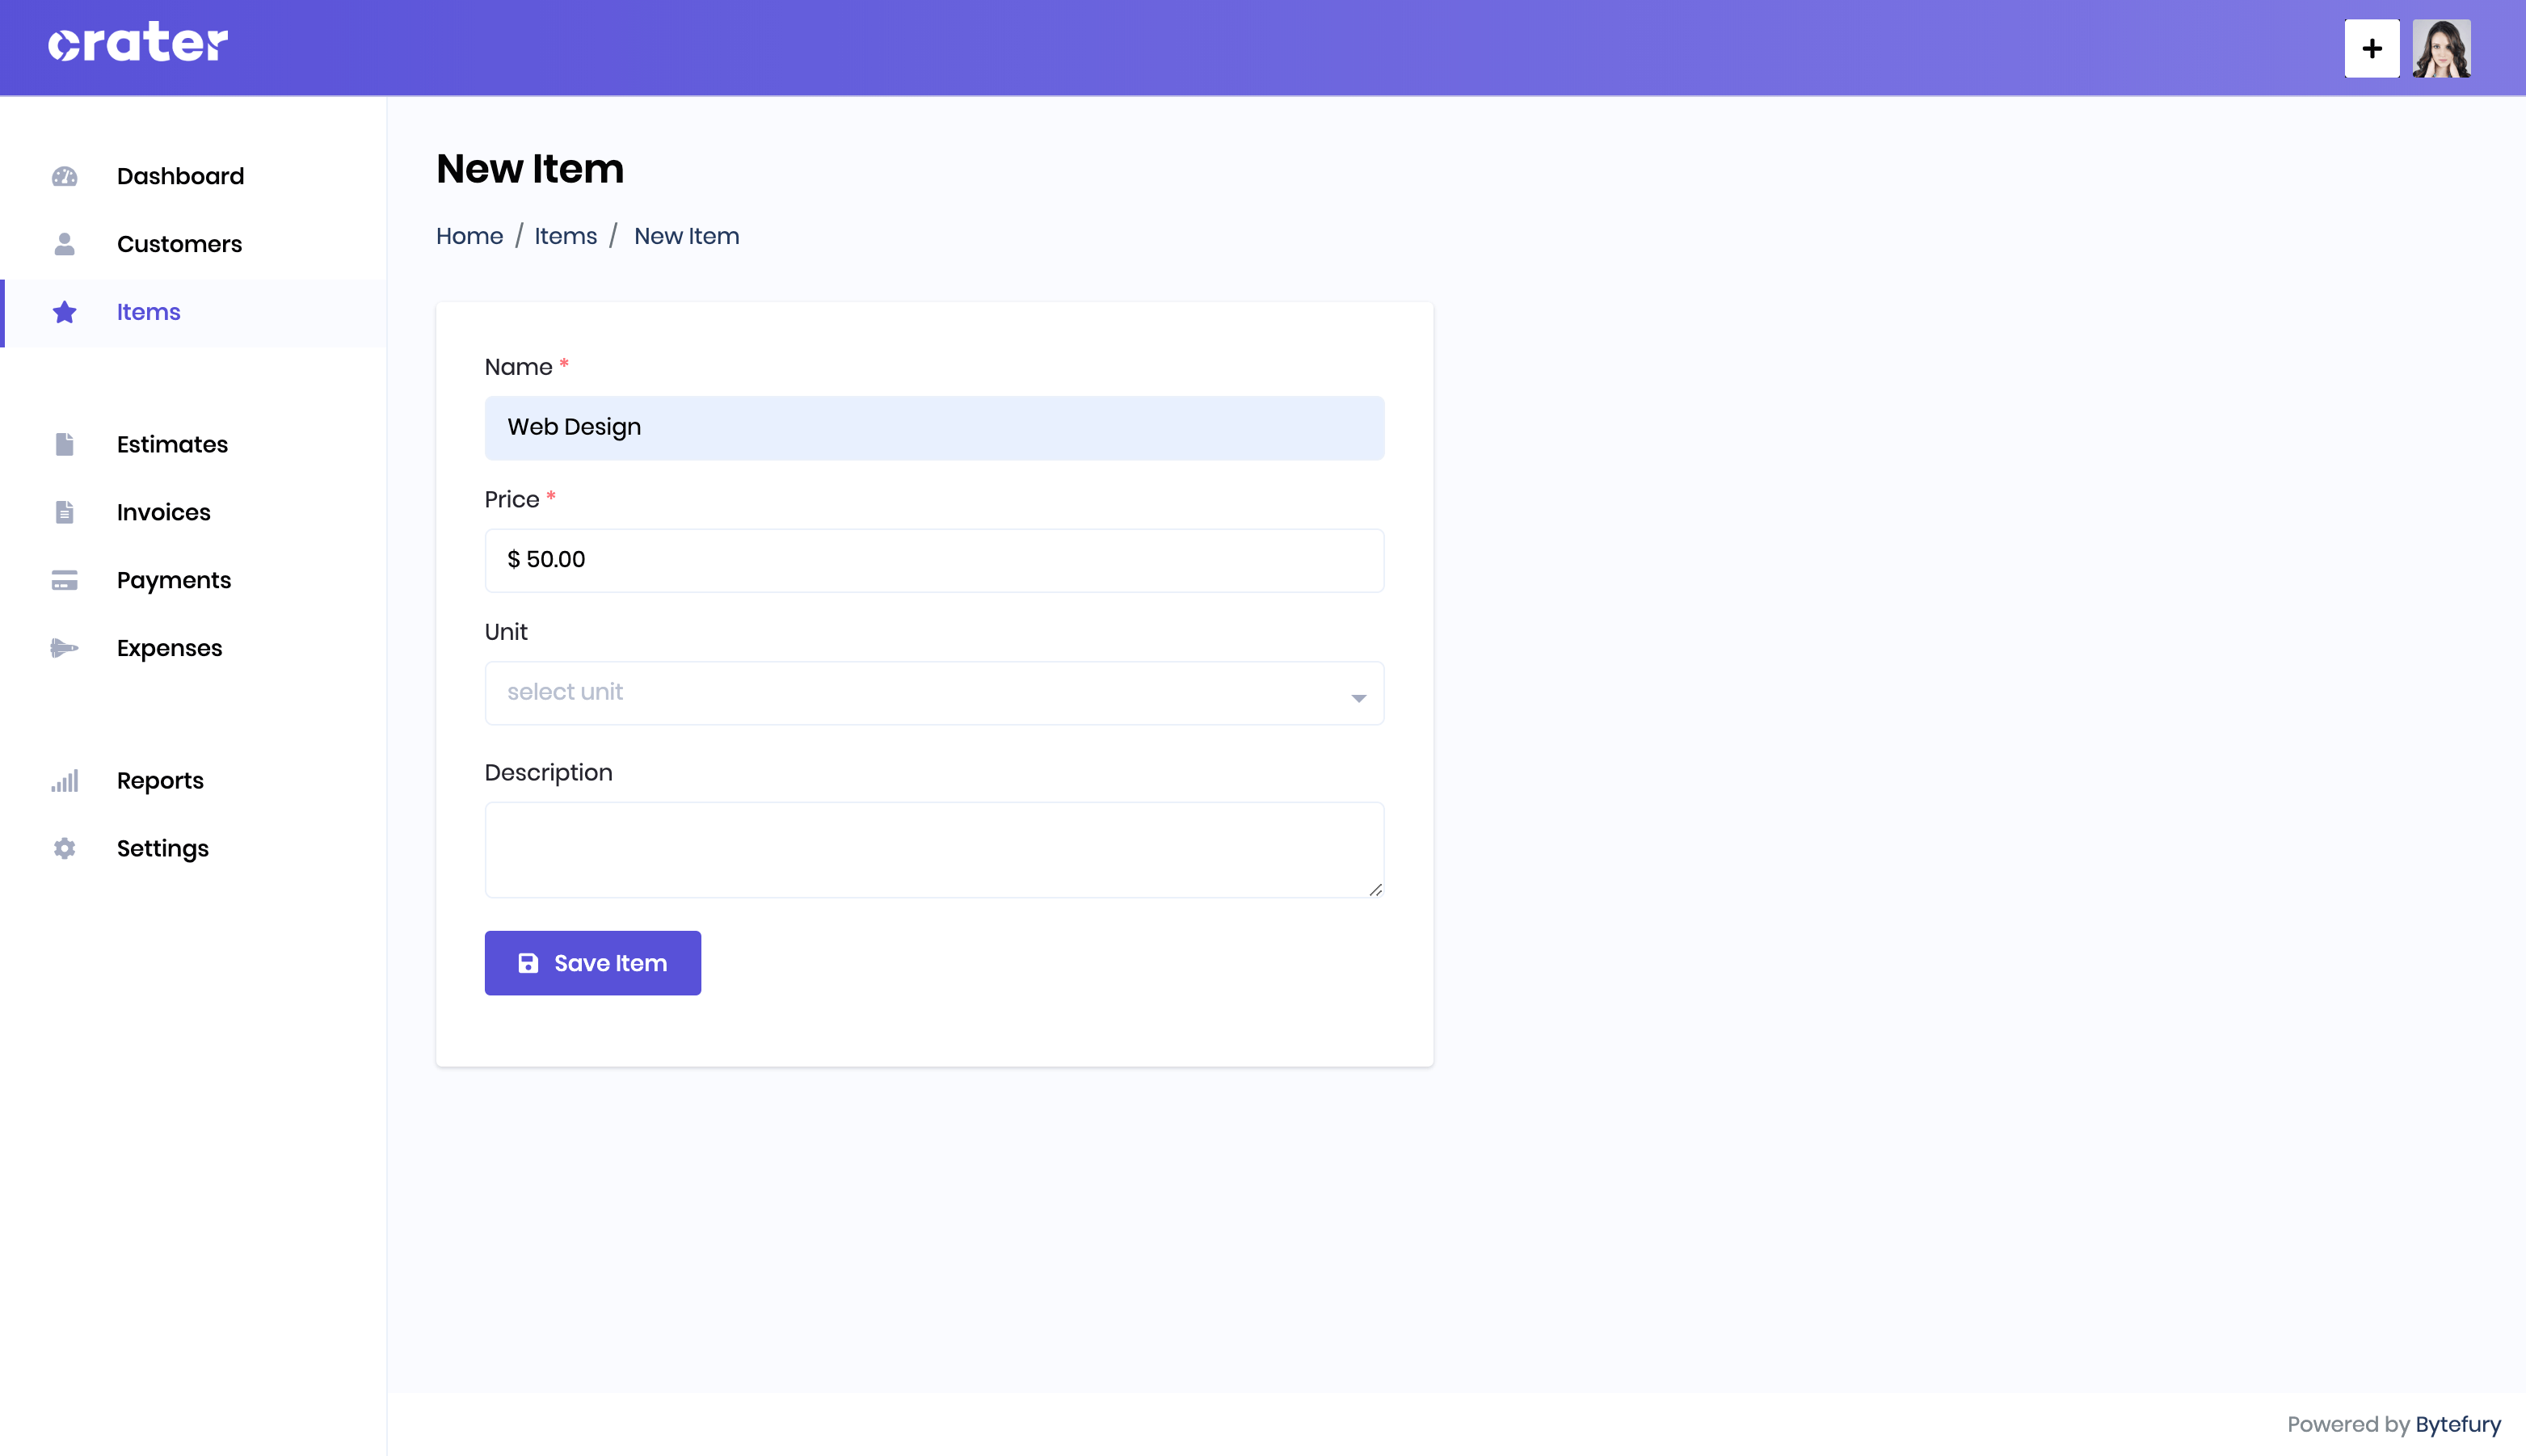 crater
Dashboard
Customers
Items
Estimates
Invoices
Payments
Expenses
Reports
Settings
New Item
Home / Items / New Item
Name *
Web Design
Price *
$ 50.00
Unit
select unit
Description
Save Item
Powered by Bytefury